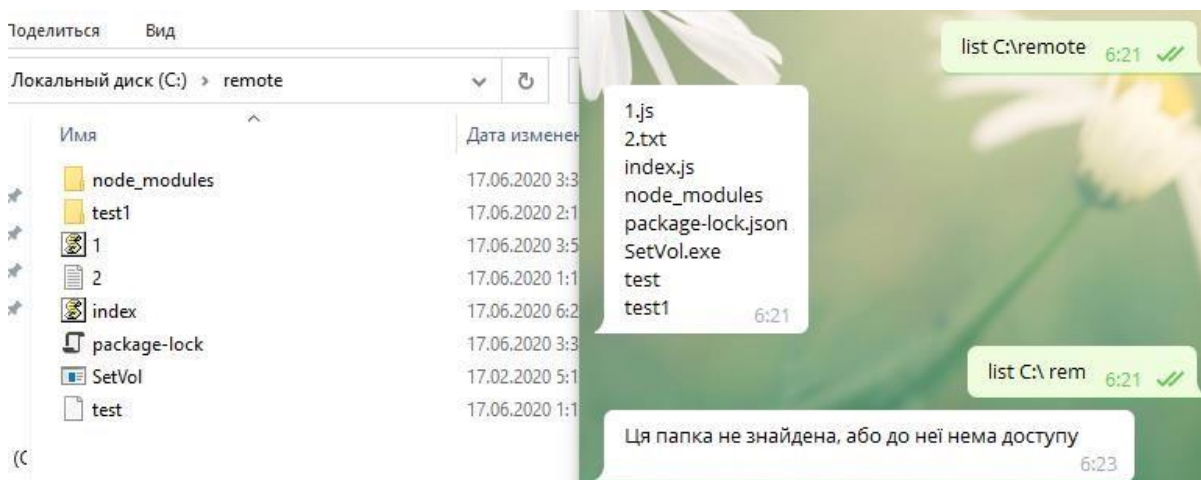 Поделиться Вид
Локальный диск (C:) › remote
Имя
node_modules 17.06.2020 3:3
test1 17.06.2020 2:1
1 17.06.2020 3:5
2 17.06.2020 1:1
index 17.06.2020 6:2
package-lock 17.06.2020 3:3
SetVol 17.02.2020 5:1
test 17.06.2020 1:1
(C
list C:\remote 6:21
1.js
2.txt
index.js
node_modules
package-lock.json
SetVol.exe
test
test1 6:21
list C:\ rem 6:21
Ця папка не знайдена, або до неї нема доступу
6:23